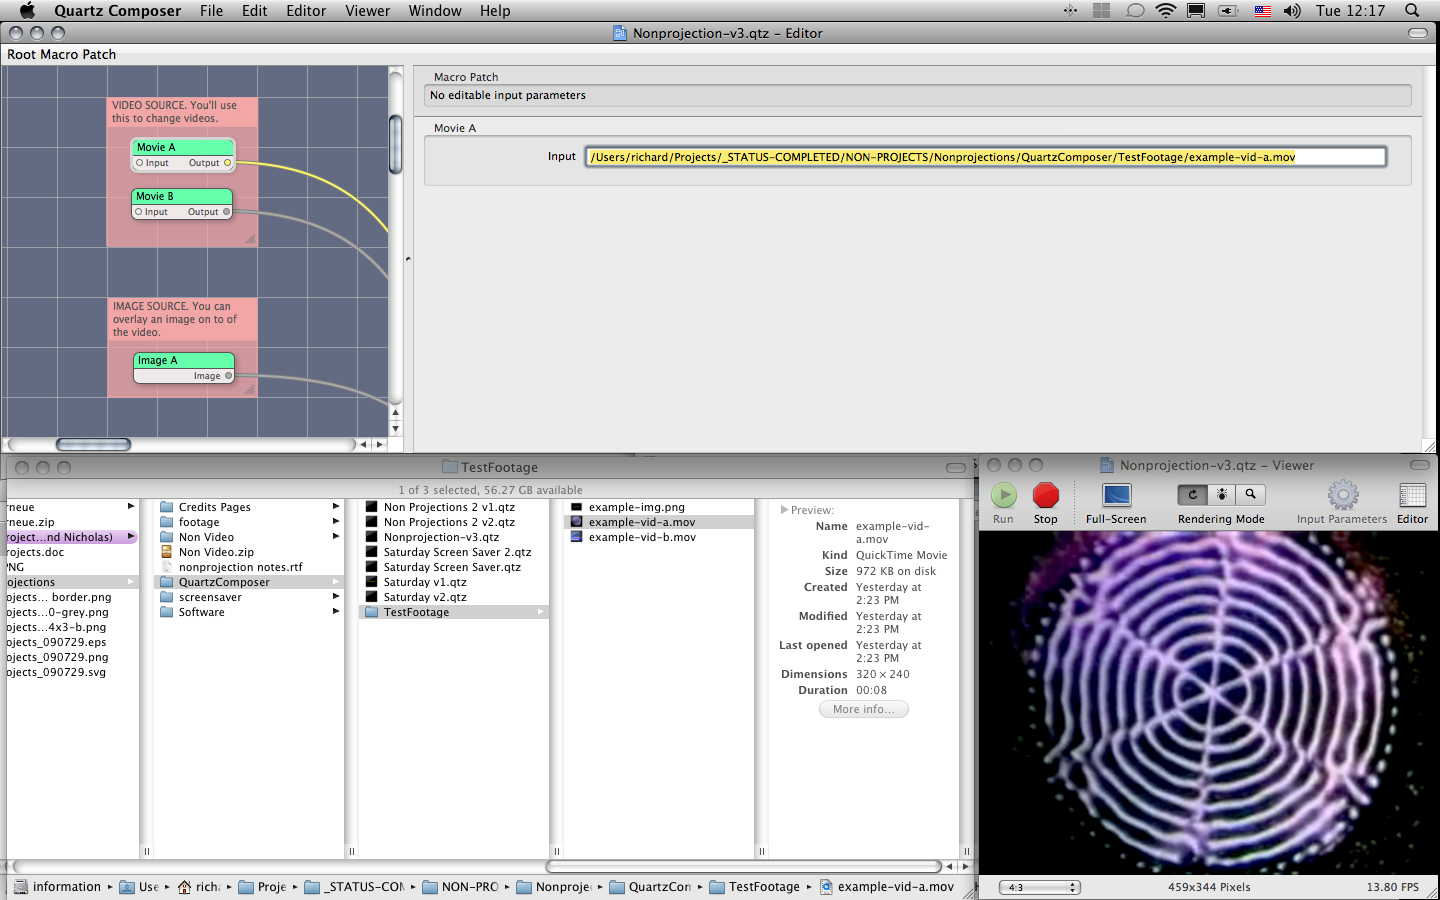 Quartz Composer File Edit Editor Viewer Window Help Tue 12:17
Nonprojection-v3.qtz - Editor
Root Macro Patch
VIDEO SOURCE. You'll use
this to change videos.
Movie A
Input Output
Movie B
Input Output
IMAGE SOURCE. You can
overlay an image on to of
the video.
Image A
Image
Macro Patch
No editable input parameters
Movie A
Input /Users/richard/Projects/_STATUS-COMPLETED/NON-PROJECTS/Nonprojections/QuartzComposer/TestFootage/example-vid-a.mov
TestFootage
1 of 3 selected, 56.27 GB available
rneue
rneue.zip
roject...nd Nicholas)
rojects.doc
PNG
ojections
ojects... border.png
ojects...0-grey.png
ojects...4x3-b.png
ojects_090729.eps
ojects_090729.png
ojects_090729.svg
Credits Pages
footage
Non Video
Non Video.zip
nonprojection notes.rtf
QuartzComposer
screensaver
Software
Non Projections 2 v1.qtz
Non Projections 2 v2.qtz
Nonprojection-v3.qtz
Saturday Screen Saver 2.qtz
Saturday Screen Saver.qtz
Saturday v1.qtz
Saturday v2.qtz
TestFootage
example-img.png
example-vid-a.mov
example-vid-b.mov
Preview:
Name example-vid-
a.mov
Kind QuickTime Movie
Size 972 KB on disk
Created Yesterday at
2:23 PM
Modified Yesterday at
2:23 PM
Last opened Yesterday at
2:23 PM
Dimensions 320 × 240
Duration 00:08
More info...
information Use richa Proje _STATUS-COM NON-PRO Nonproje QuartzCon TestFootage example-vid-a.mov
Nonprojection-v3.qtz - Viewer
Run Stop Full-Screen Rendering Mode Input Parameters Editor
4:3 459x344 Pixels 13.80 FPS